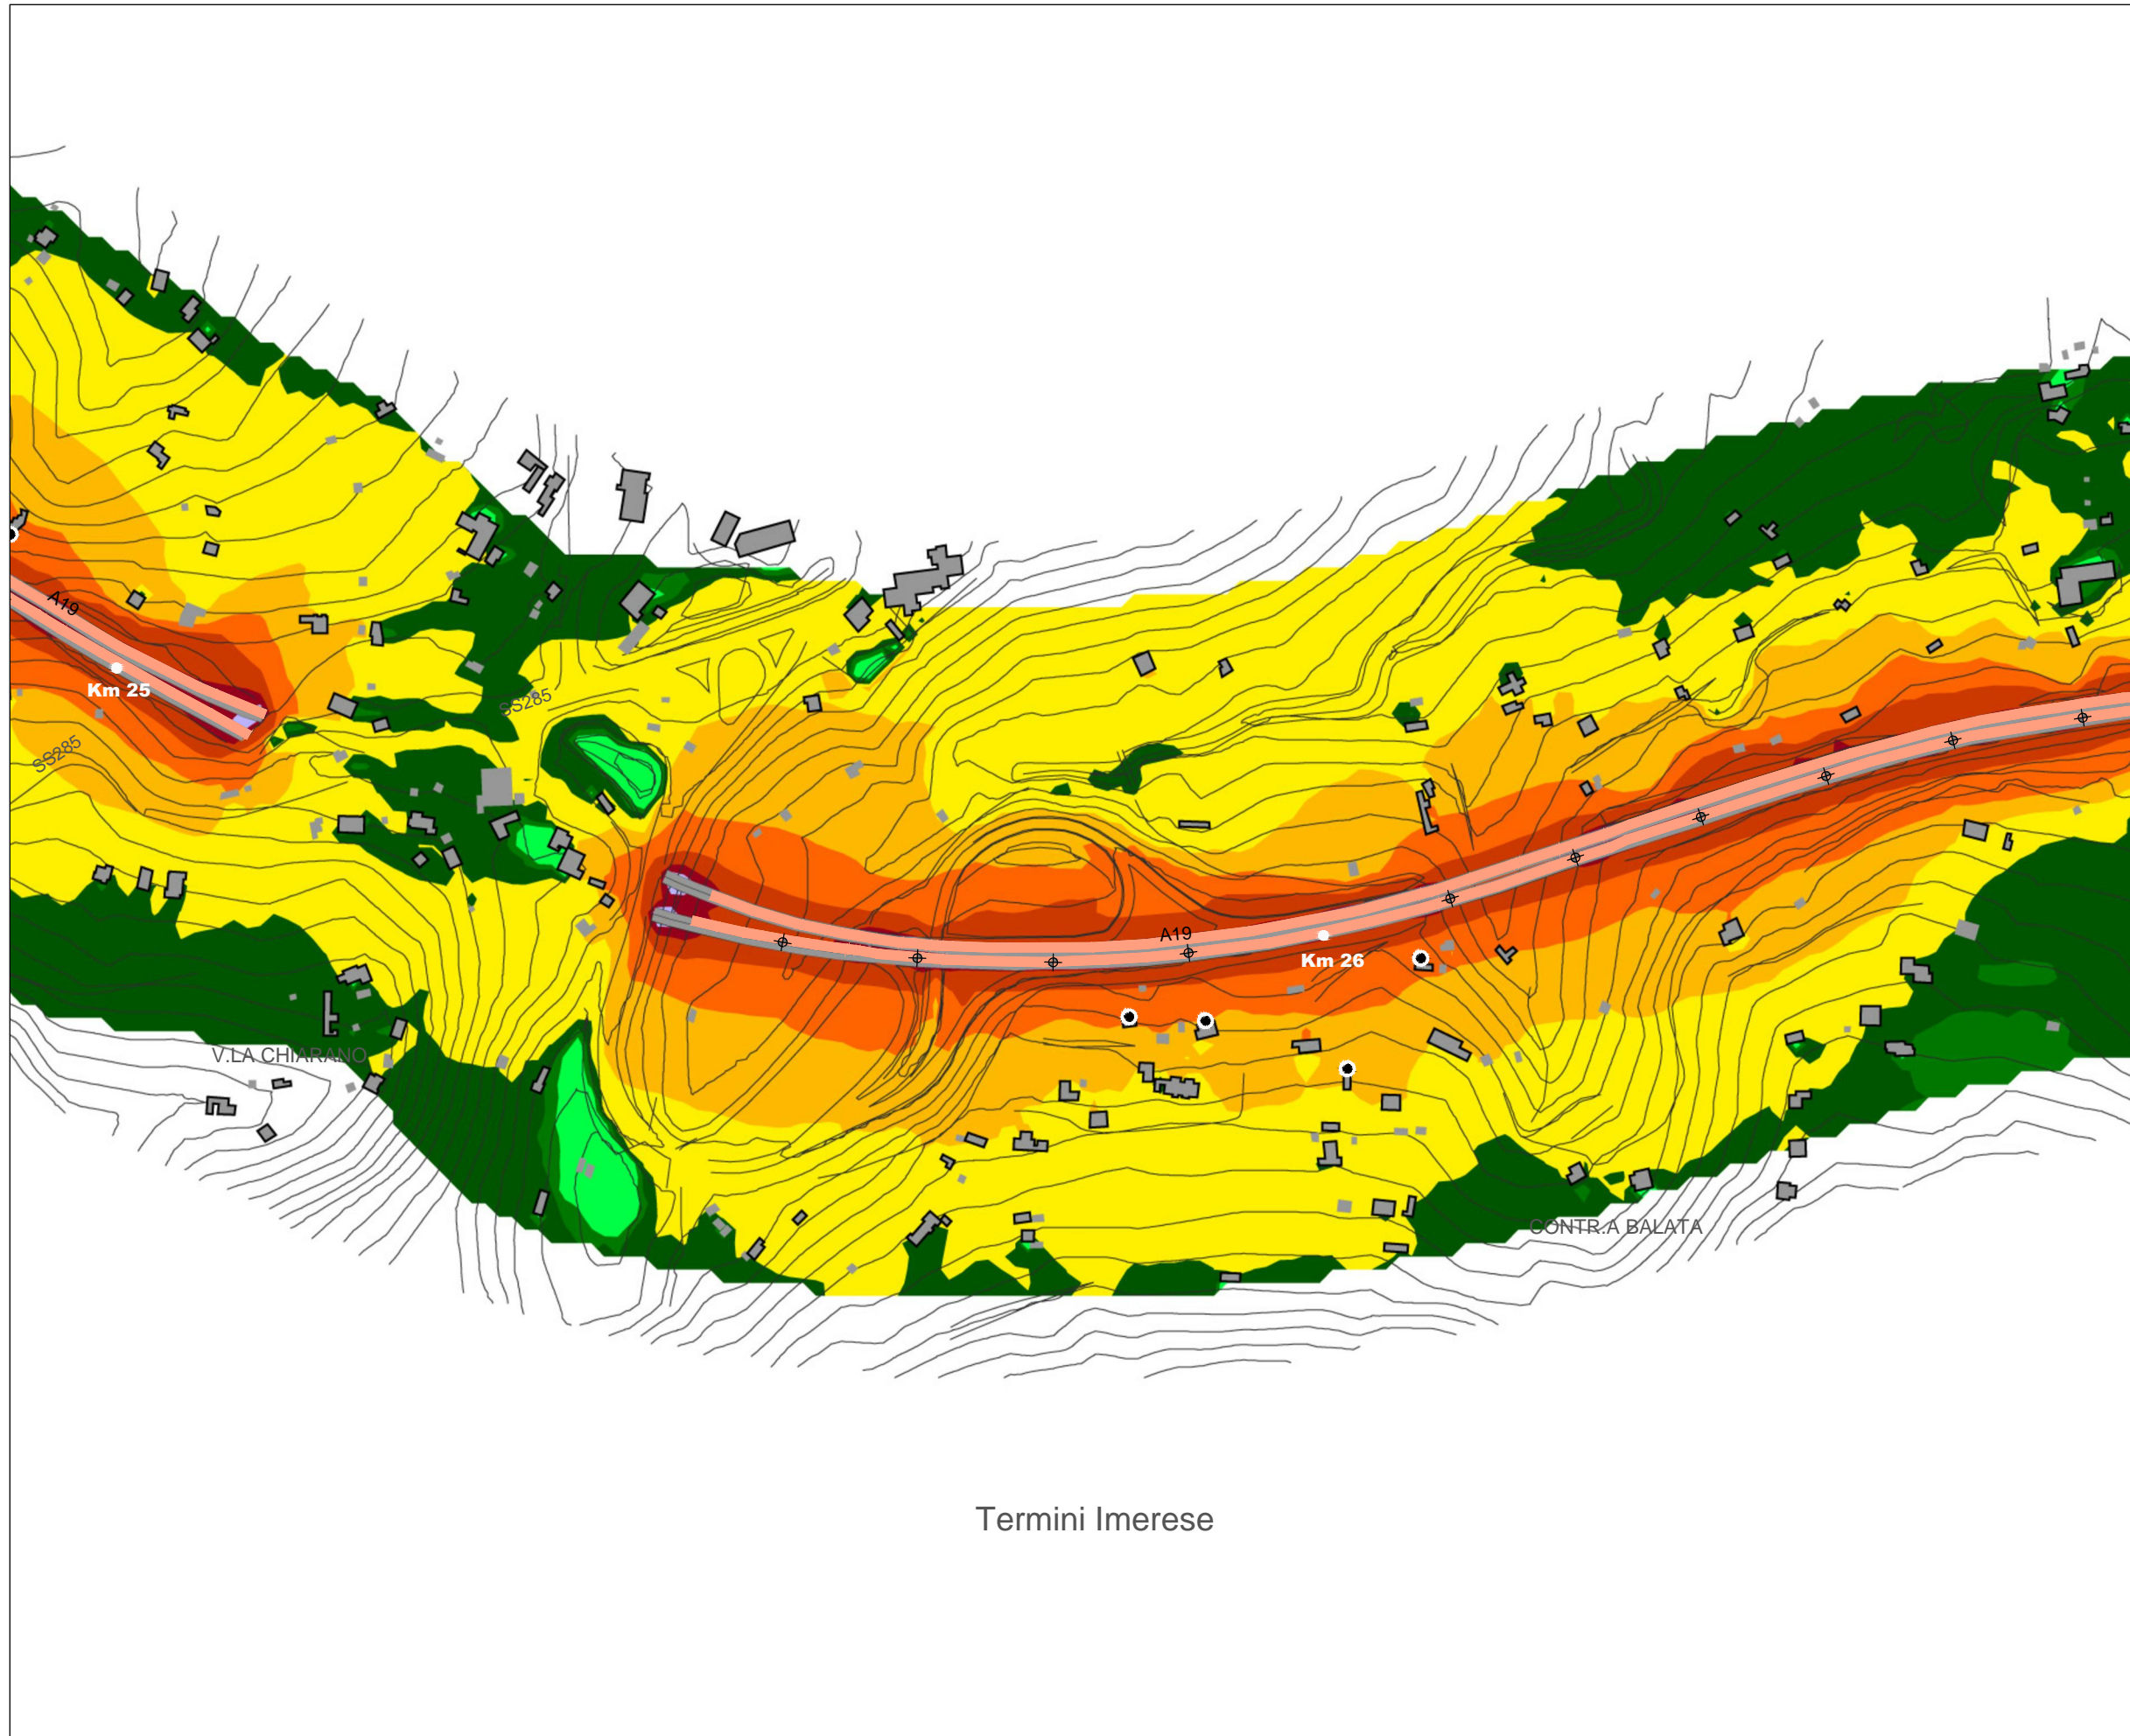 A19
Km 25
SS285
SS285
A19
Km 26
V.LA CHIARANO
CONTR.A BALATA
Termini Imerese